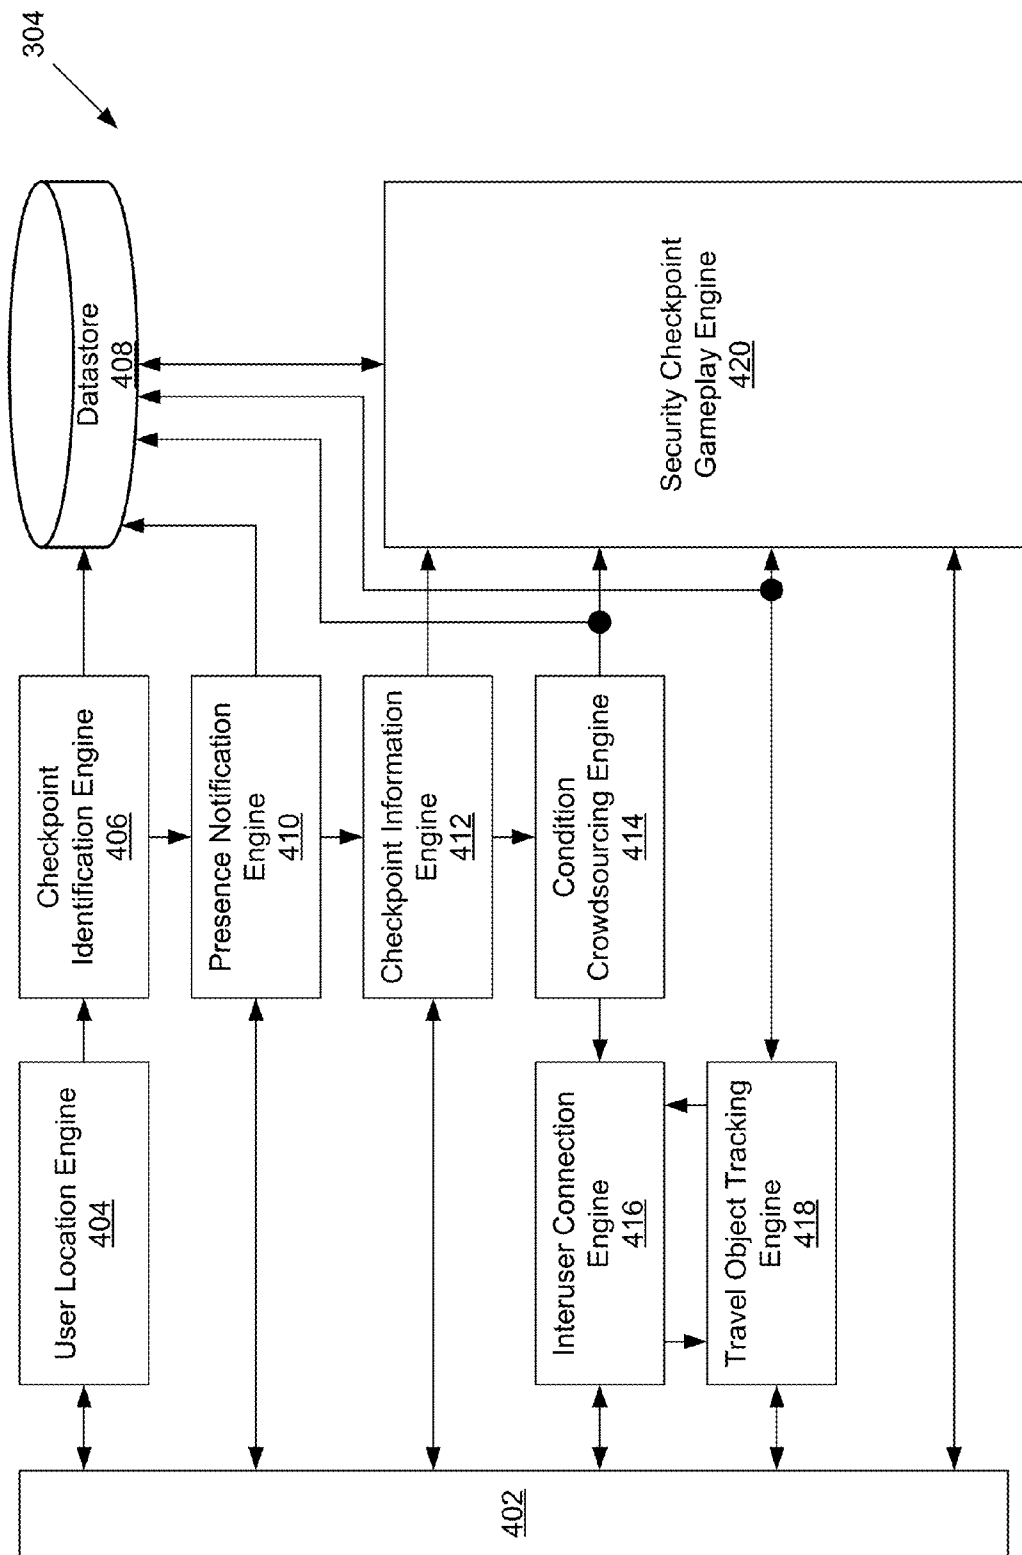 304
Datastore
408
Checkpoint
Identification Engine
406
User Location Engine
404
Presence Notification
Engine
410
Checkpoint Information
Engine
412
Condition
Crowdsourcing Engine
414
Interuser Connection
Engine
416
Travel Object Tracking
Engine
418
Security Checkpoint
Gameplay Engine
420
402